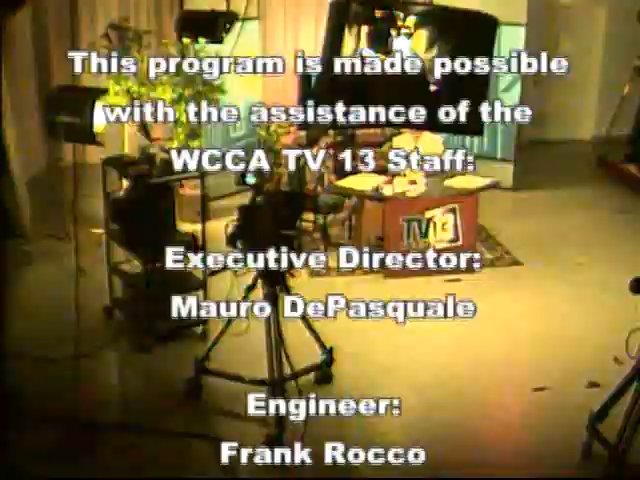 This program is made possible
with the assistance of the
WCCA TV 13 Staff:
TV13
Executive Director:
Mauro DePasquale
Engineer:
Frank Rocco